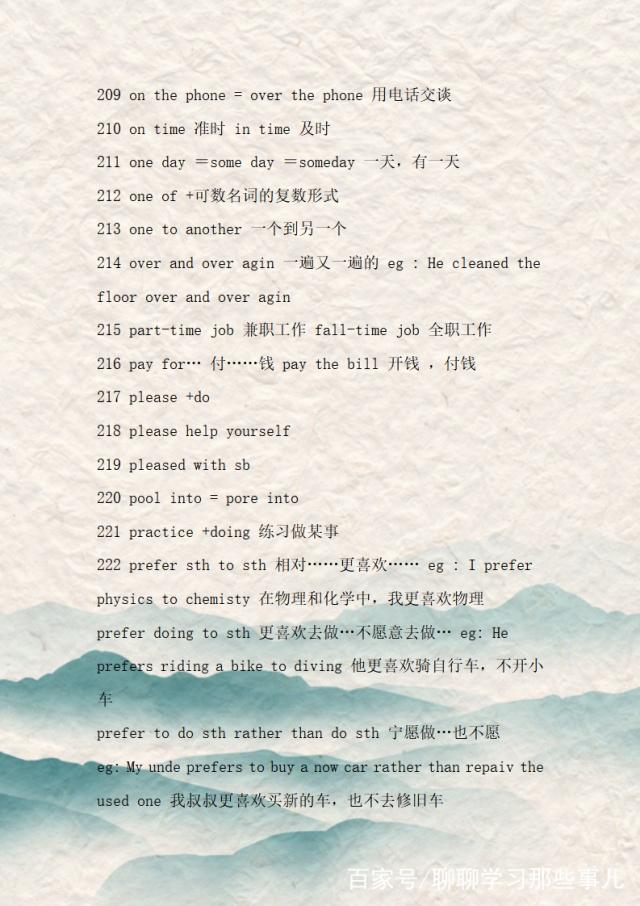 209 on the phone = over the phone 用电话交谈
210 on time 准时 in time 及时
211 one day ＝some day ＝someday 一天，有一天
212 one of +可数名词的复数形式
213 one to another 一个到另一个
214 over and over agin 一遍又一遍的 eg : He cleaned the
floor over and over agin
215 part-time job 兼职工作 fall-time job 全职工作
216 pay for… 付……钱 pay the bill 开钱 ，付钱
217 please +do
218 please help yourself
219 pleased with sb
220 pool into = pore into
221 practice +doing 练习做某事
222 prefer sth to sth 相对……更喜欢…… eg : I prefer
physics to chemisty 在物理和化学中，我更喜欢物理
prefer doing to sth 更喜欢去做…不愿意去做… eg: He
prefers riding a bike to diving 他更喜欢骑自行车，不开小
车
prefer to do sth rather than do sth 宁愿做…也不愿
eg: My unde prefers to buy a now car rather than repaiv the
used one 我叔叔更喜欢买新的车，也不去修旧车
百家号/聊聊学习那些事儿